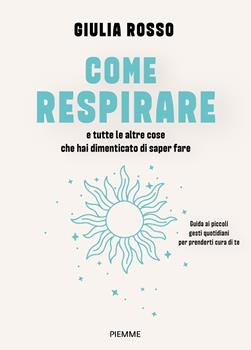 GIULIA ROSSO
COME
RESPIRARE
e tutte le altre cose
che hai dimenticato di saper fare
Guida ai piccoli
gesti quotidiani
per prenderti cura di te
PIEMME